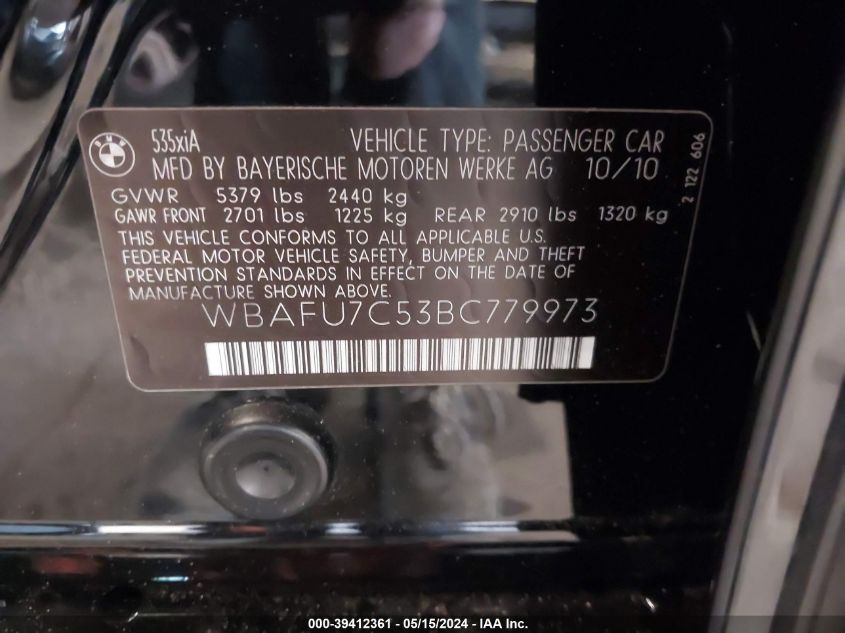 BMW
535xiA VEHICLE TYPE: PASSENGER CAR
MFD BY BAYERISCHE MOTOREN WERKE AG 10/10
GVWR 5379 lbs 2440 kg
GAWR FRONT 2701 lbs 1225 kg REAR 2910 lbs 1320 kg
THIS VEHICLE CONFORMS TO ALL APPLICABLE U.S.
FEDERAL MOTOR VEHICLE SAFETY, BUMPER AND THEFT
PREVENTION STANDARDS IN EFFECT ON THE DATE OF
MANUFACTURE SHOWN ABOVE.
WBAFU7C53BC779973
2 122 606
000-39412361 - 05/15/2024 - IAA Inc.